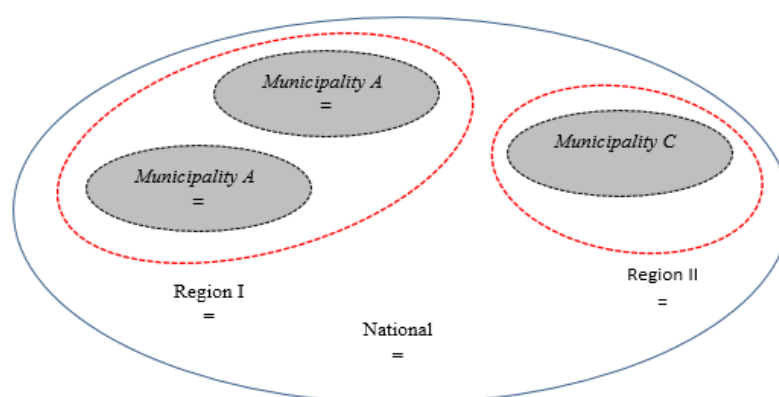 Municipality A
=
Municipality C
Municipality A
=
Region I
=
Region II
=
National
=